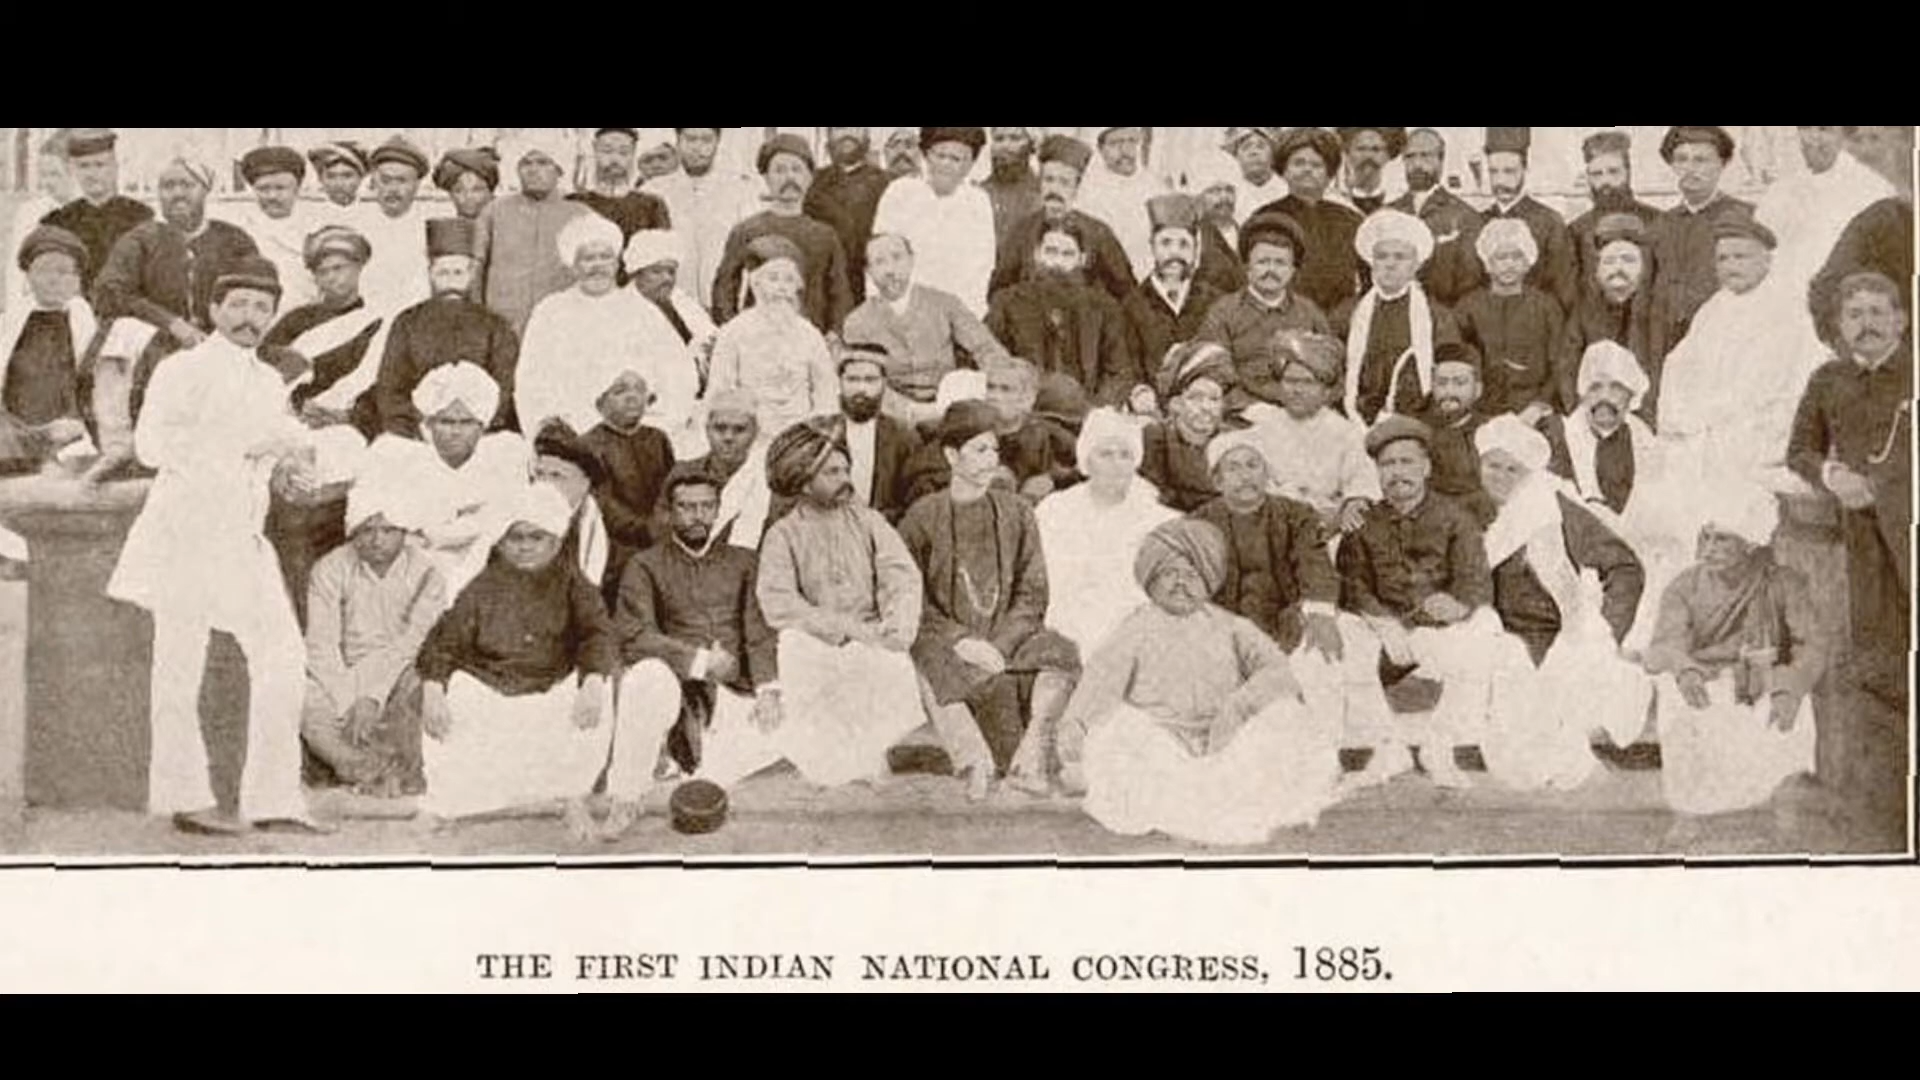 THE FIRST INDIAN NATIONAL CONGRESS, 1885.